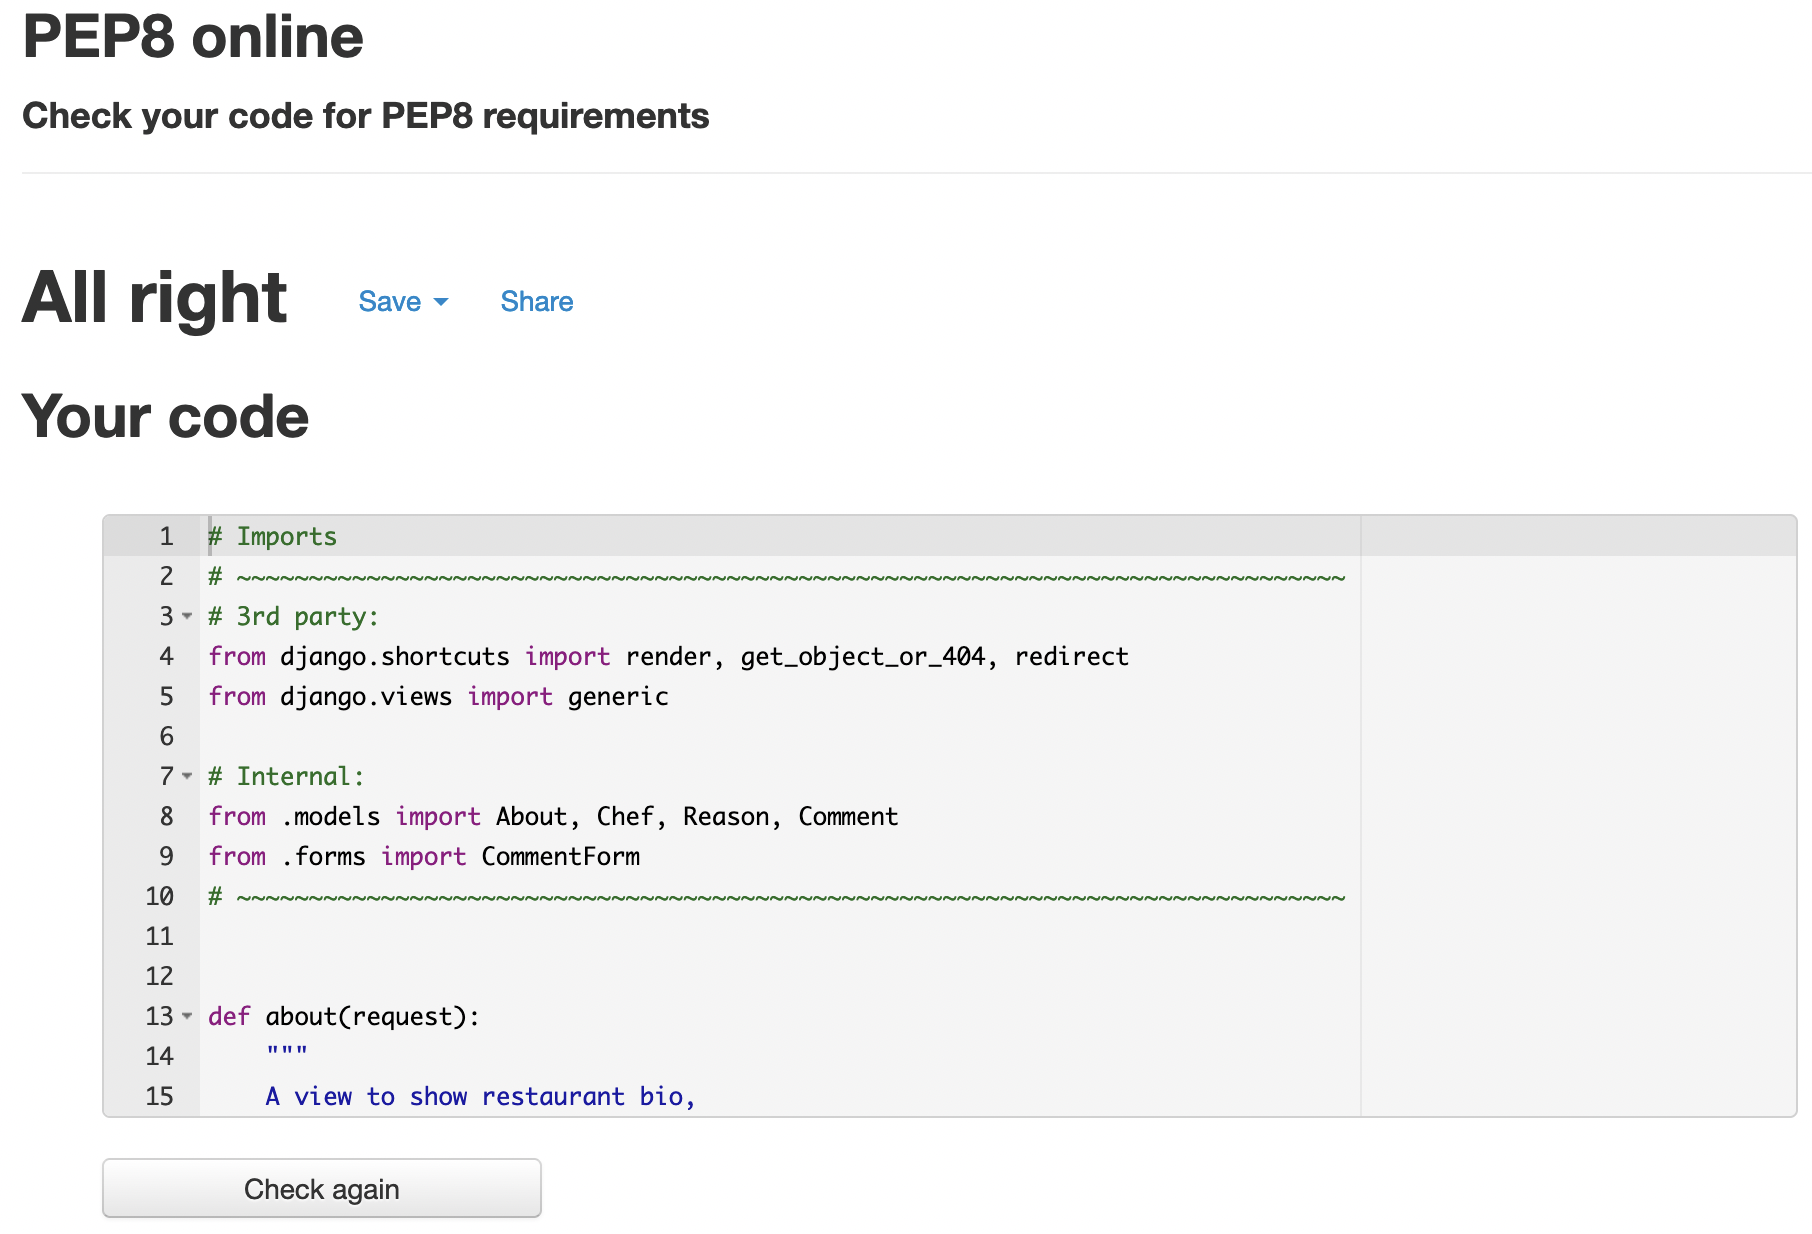 PEP8 online
Check your code for PEP8 requirements
All right Save Share
Your code
1 # Imports
2 # ~~~~~~~~~~~~~~~~~~~~~~~~~~~~~~~~~~~~~~~~~~~~~~~~~~~~~~~~~~~~~~~~~~~~~~~~~~~~~
3 # 3rd party:
4 from django.shortcuts import render, get_object_or_404, redirect
5 from django.views import generic
6
7 # Internal:
8 from .models import About, Chef, Reason, Comment
9 from .forms import CommentForm
10 # ~~~~~~~~~~~~~~~~~~~~~~~~~~~~~~~~~~~~~~~~~~~~~~~~~~~~~~~~~~~~~~~~~~~~~~~~~~~~~
11
12
13 def about(request):
14     """
15     A view to show restaurant bio,
Check again